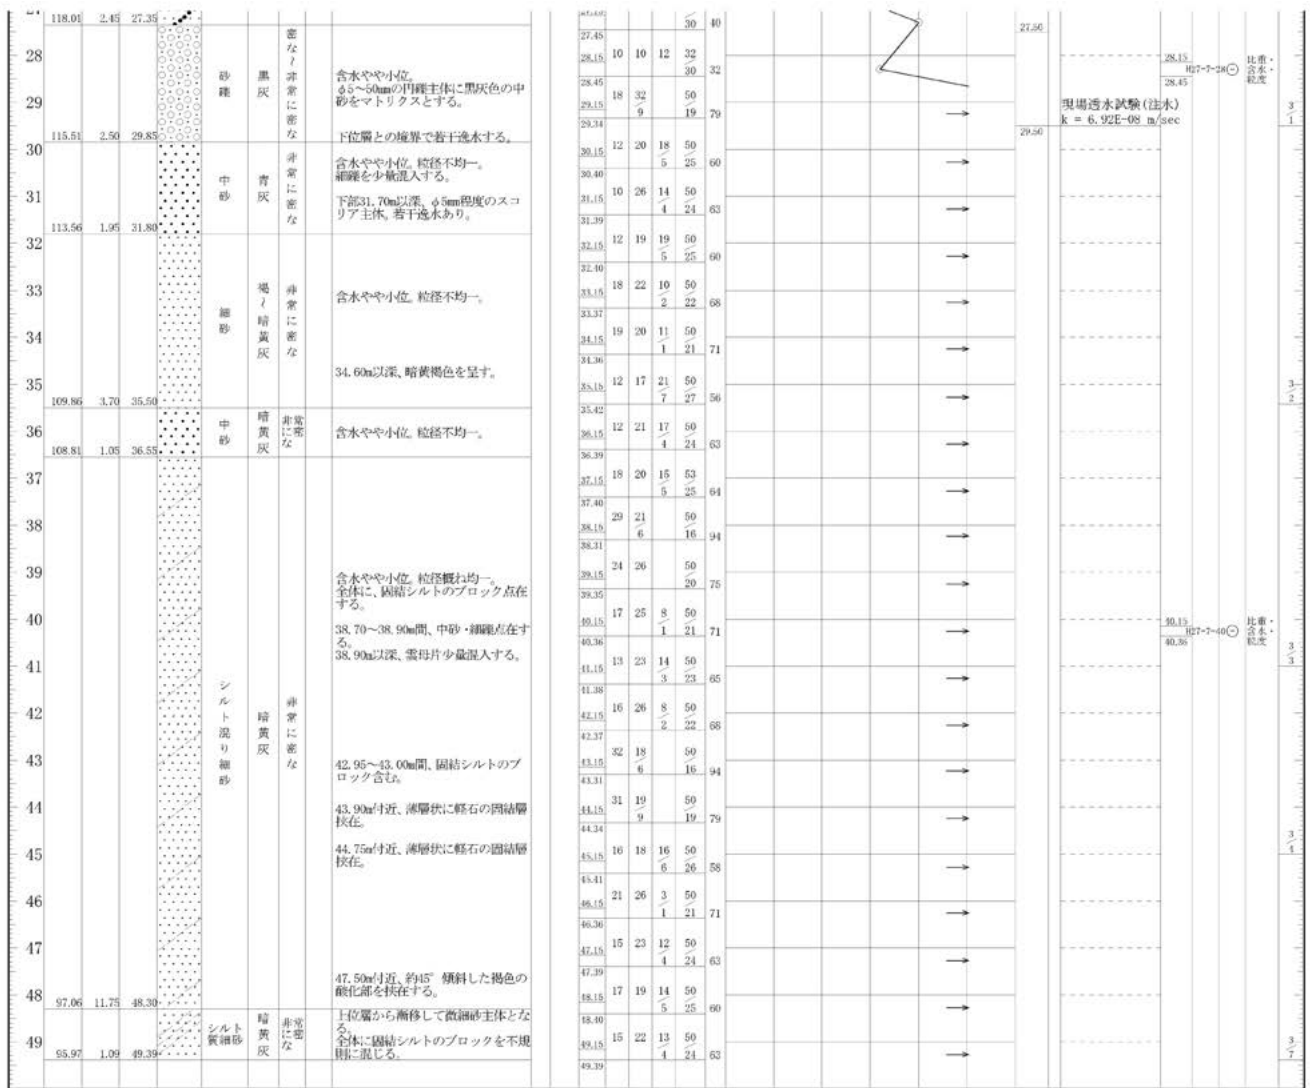 118.01 2.45 27.35
28
29
115.51 2.50 29.85
30
31
113.56 1.95 31.80
32
33
34
35
109.86 3.70 35.50
36
108.81 1.05 36.55
37
38
39
40
41
42
43
44
45
46
47
48
97.06 11.75 48.30
49
95.97 1.09 49.39
砂礫
黒灰
密な～非常に密な
含水やや小位。
φ5～50mmの円礫主体に黒灰色の中
砂をマトリクスとする。
下位層との境界で若干逸水する。
中砂
青灰
非常に密な
含水やや小位。粒径不均一。
細礫を少量混入する。
下部31.70m以深、φ5mm程度のスコ
リア主体。若干逸水あり。
細砂
褐～暗黄灰
非常に密な
含水やや小位。粒径不均一。
34.60m以深、暗黄褐色を呈す。
中砂
暗黄灰
非常に密な
含水やや小位。粒径不均一。
シルト混り細砂
暗黄灰
非常に密な
含水やや小位。粒径概ね均一。
全体に、固結シルトのブロック点在
する。
38.70～38.90m間、中砂・細礫点在す
る。
38.90m以深、雲母片少量混入する。
42.95～43.00m間、固結シルトのブ
ロック含む。
43.90m付近、薄層状に軽石の固結層
挟在。
44.75m付近、薄層状に軽石の固結層
挟在。
47.50m付近、約45°傾斜した褐色の
酸化部を挟在する。
シルト
質細砂
暗黄灰
非常に密な
上位層から漸移して微細砂主体とな
る。
全体に固結シルトのブロックを不規
則に混じる。
30 40
27.45
28.15 10 10 12 32/30 32
28.45
29.15 18 32/9 50/19 79
29.34
30.15 12 20 18/5 50/25 60
30.40
31.15 10 26 14/4 50/24 63
31.39
32.15 12 19 19/5 50/25 60
32.40
33.15 18 22 10/2 50/22 68
33.37
34.15 19 20 11/1 50/21 71
34.36
35.15 12 17 21/7 50/27 56
35.42
36.15 12 21 17/4 50/24 63
36.39
37.15 18 20 15/5 53/25 64
37.40
38.15 29 21/6 50/16 94
38.31
39.15 24 26 50/20 75
39.35
40.15 17 25 8/1 50/21 71
40.36
41.15 13 23 14/3 50/23 65
41.38
42.15 16 26 8/2 50/22 68
42.37
43.15 32 18/6 50/16 94
43.31
44.15 31 19/9 50/19 79
44.34
45.15 16 18 16/6 50/26 58
45.41
46.15 21 26 3/1 50/21 71
46.36
47.15 15 23 12/4 50/24 63
47.39
48.15 17 19 14/5 50/25 60
48.40
49.15 15 22 13/4 50/24 63
49.39
27.50
現場透水試験(注水)
k = 6.92E-08 m/sec
29.50
28.15
28.45
H27-7-28
比重・
含水・
粒度
40.15
40.36
H27-7-40
比重・
含水・
粒度
3/1
3/2
3/3
3/4
3/7